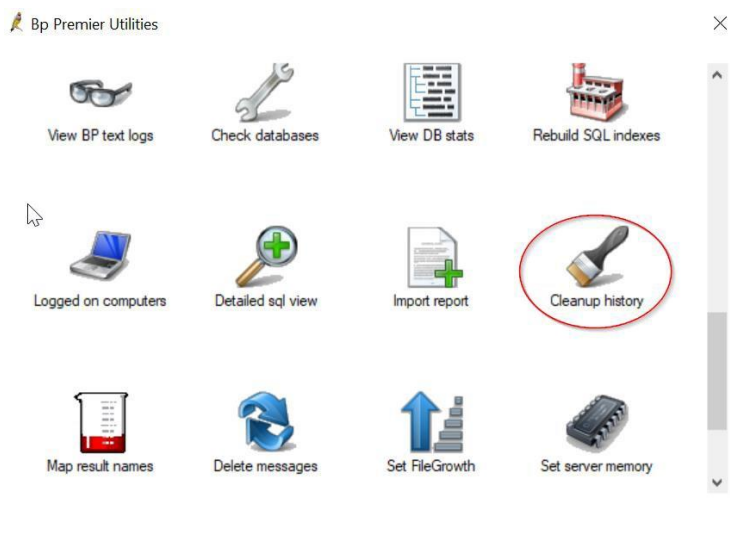 Bp Premier Utilities
View BP text logs
Check databases
View DB stats
Rebuild SQL indexes
Logged on computers
Detailed sql view
Import report
Cleanup history
Map result names
Delete messages
Set FileGrowth
Set server memory